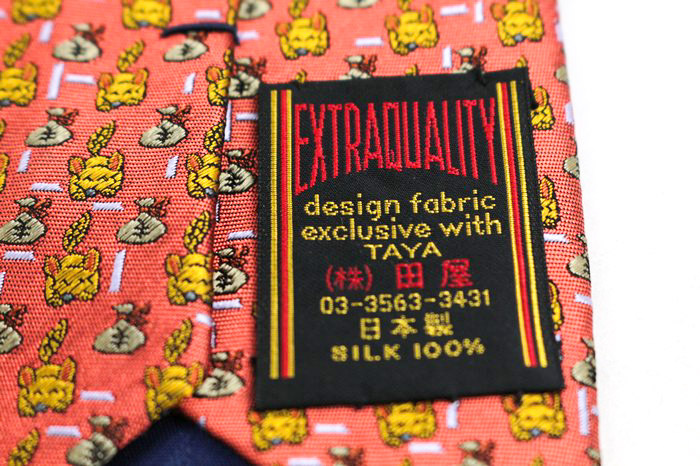 EXTRAQUALITY
design fabric
exclusive with
TAYA
(株) 田屋
03-3563-3431
日本製
SILK 100%